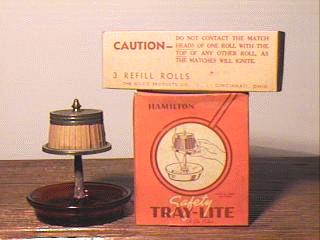 CAUTION— DO NOT CONTACT THE MATCH
HEADS OF ONE ROLL WITH THE
TOP OF ANY OTHER ROLL, AS
THE MATCHES WILL IGNITE.
3 REFILL ROLLS
CINCINNATI, OHIO
HAMILTON
Safety
TRAY-LITE